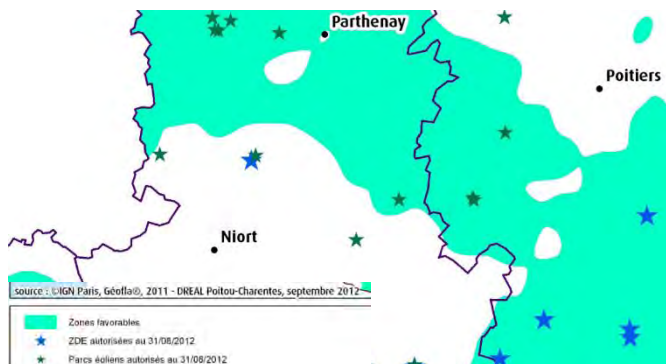 Parthenay
Poitiers
Niort
source : ©IGN Paris, Géofla®, 2011 - DREAL Poitou-Charentes, septembre 2012
Zones favorables
ZDE autorisées au 31/08/2012
Parcs éoliens autorisés au 31/08/2012